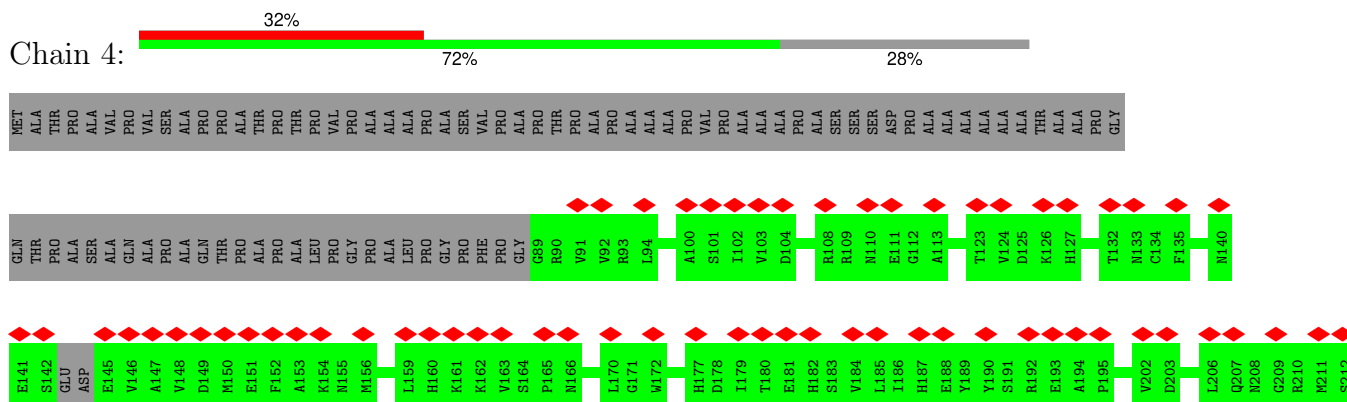 Chain 4:
32%
72%
28%
MET ALA THR PRO ALA VAL PRO VAL SER ALA PRO PRO ALA THR PRO THR PRO VAL PRO ALA ALA ALA PRO ALA SER VAL PRO ALA PRO THR PRO ALA PRO ALA ALA ALA PRO VAL PRO ALA ALA ALA PRO ALA SER SER SER ASP PRO ALA ALA ALA ALA ALA ALA THR ALA ALA PRO GLY
GLN THR PRO ALA SER ALA GLN ALA PRO ALA GLN THR PRO ALA PRO ALA LEU PRO GLY PRO ALA LEU PRO GLY PRO PHE PRO GLY G89 R90 V91 V92 R93 L94 A100 S101 I102 V103 D104 R108 R109 N110 E111 G112 A113 T123 V124 D125 K126 H127 T132 N133 C134 F135 N140
E141 S142 GLU ASP E145 V146 A147 V148 D149 M150 E151 F152 A153 K154 N155 M156 L159 H160 K161 K162 V163 S164 P165 N166 L170 G171 W172 H177 D178 I179 T180 E181 H182 S183 V184 L185 I186 H187 E188 Y189 Y190 S191 R192 E193 A194 P195 V202 D203 L206 Q207 N208 G209 R210 M211 S212